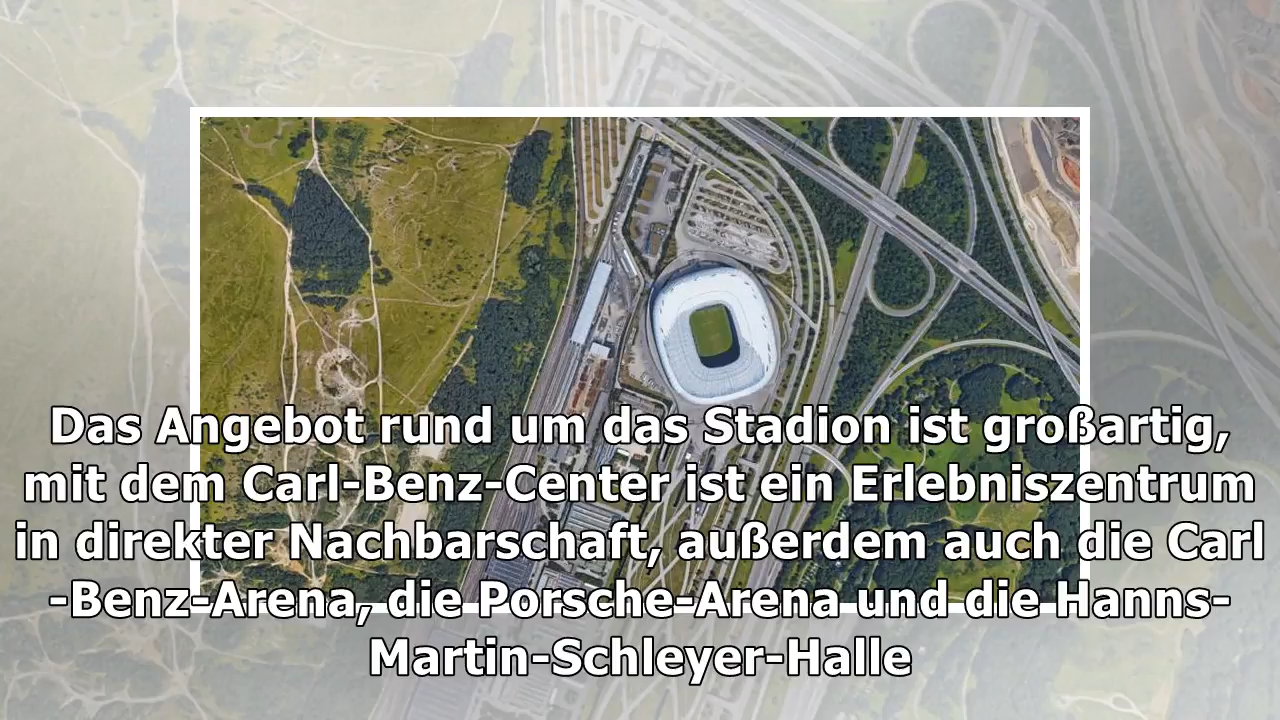 Das Angebot rund um das Stadion ist großartig,
mit dem Carl-Benz-Center ist ein Erlebniszentrum
in direkter Nachbarschaft, außerdem auch die Carl
-Benz-Arena, die Porsche-Arena und die Hanns-
Martin-Schleyer-Halle